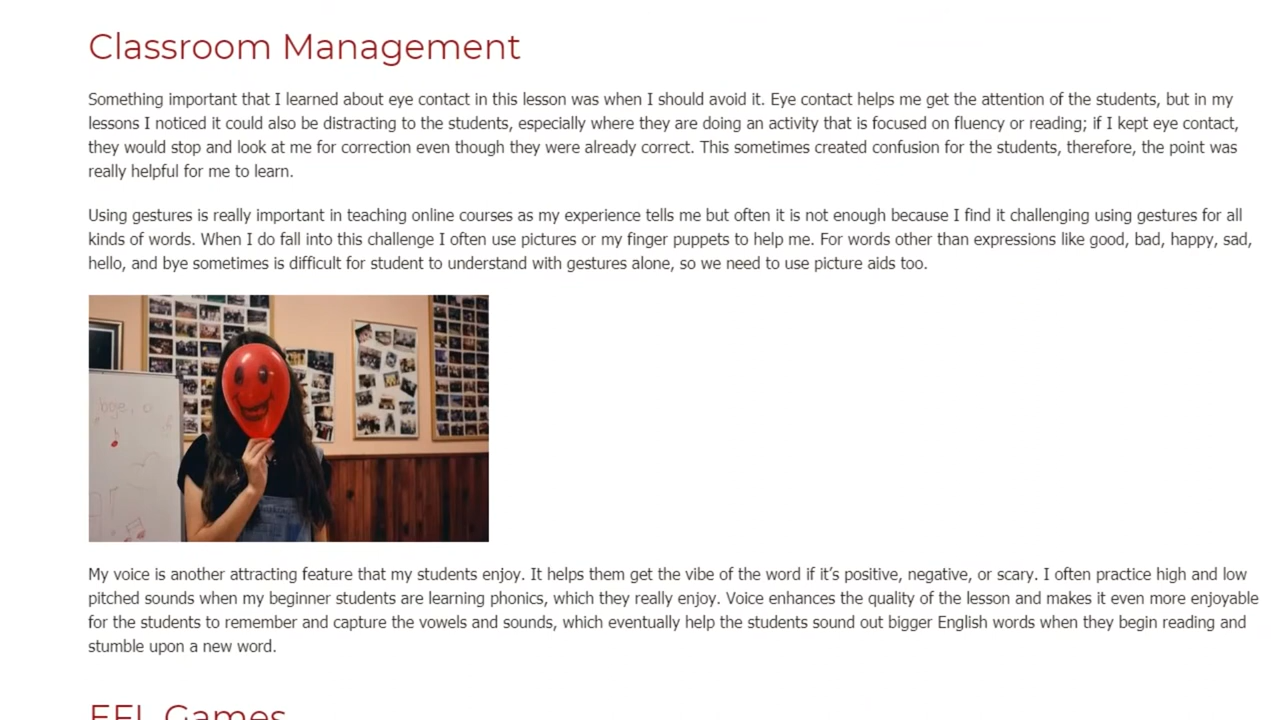 Classroom Management
Something important that I learned about eye contact in this lesson was when I should avoid it. Eye contact helps me get the attention of the students, but in my
lessons I noticed it could also be distracting to the students, especially where they are doing an activity that is focused on fluency or reading; if I kept eye contact,
they would stop and look at me for correction even though they were already correct. This sometimes created confusion for the students, therefore, the point was
really helpful for me to learn.
Using gestures is really important in teaching online courses as my experience tells me but often it is not enough because I find it challenging using gestures for all
kinds of words. When I do fall into this challenge I often use pictures or my finger puppets to help me. For words other than expressions like good, bad, happy, sad,
hello, and bye sometimes is difficult for student to understand with gestures alone, so we need to use picture aids too.
My voice is another attracting feature that my students enjoy. It helps them get the vibe of the word if it’s positive, negative, or scary. I often practice high and low
pitched sounds when my beginner students are learning phonics, which they really enjoy. Voice enhances the quality of the lesson and makes it even more enjoyable
for the students to remember and capture the vowels and sounds, which eventually help the students sound out bigger English words when they begin reading and
stumble upon a new word.
EFL Games